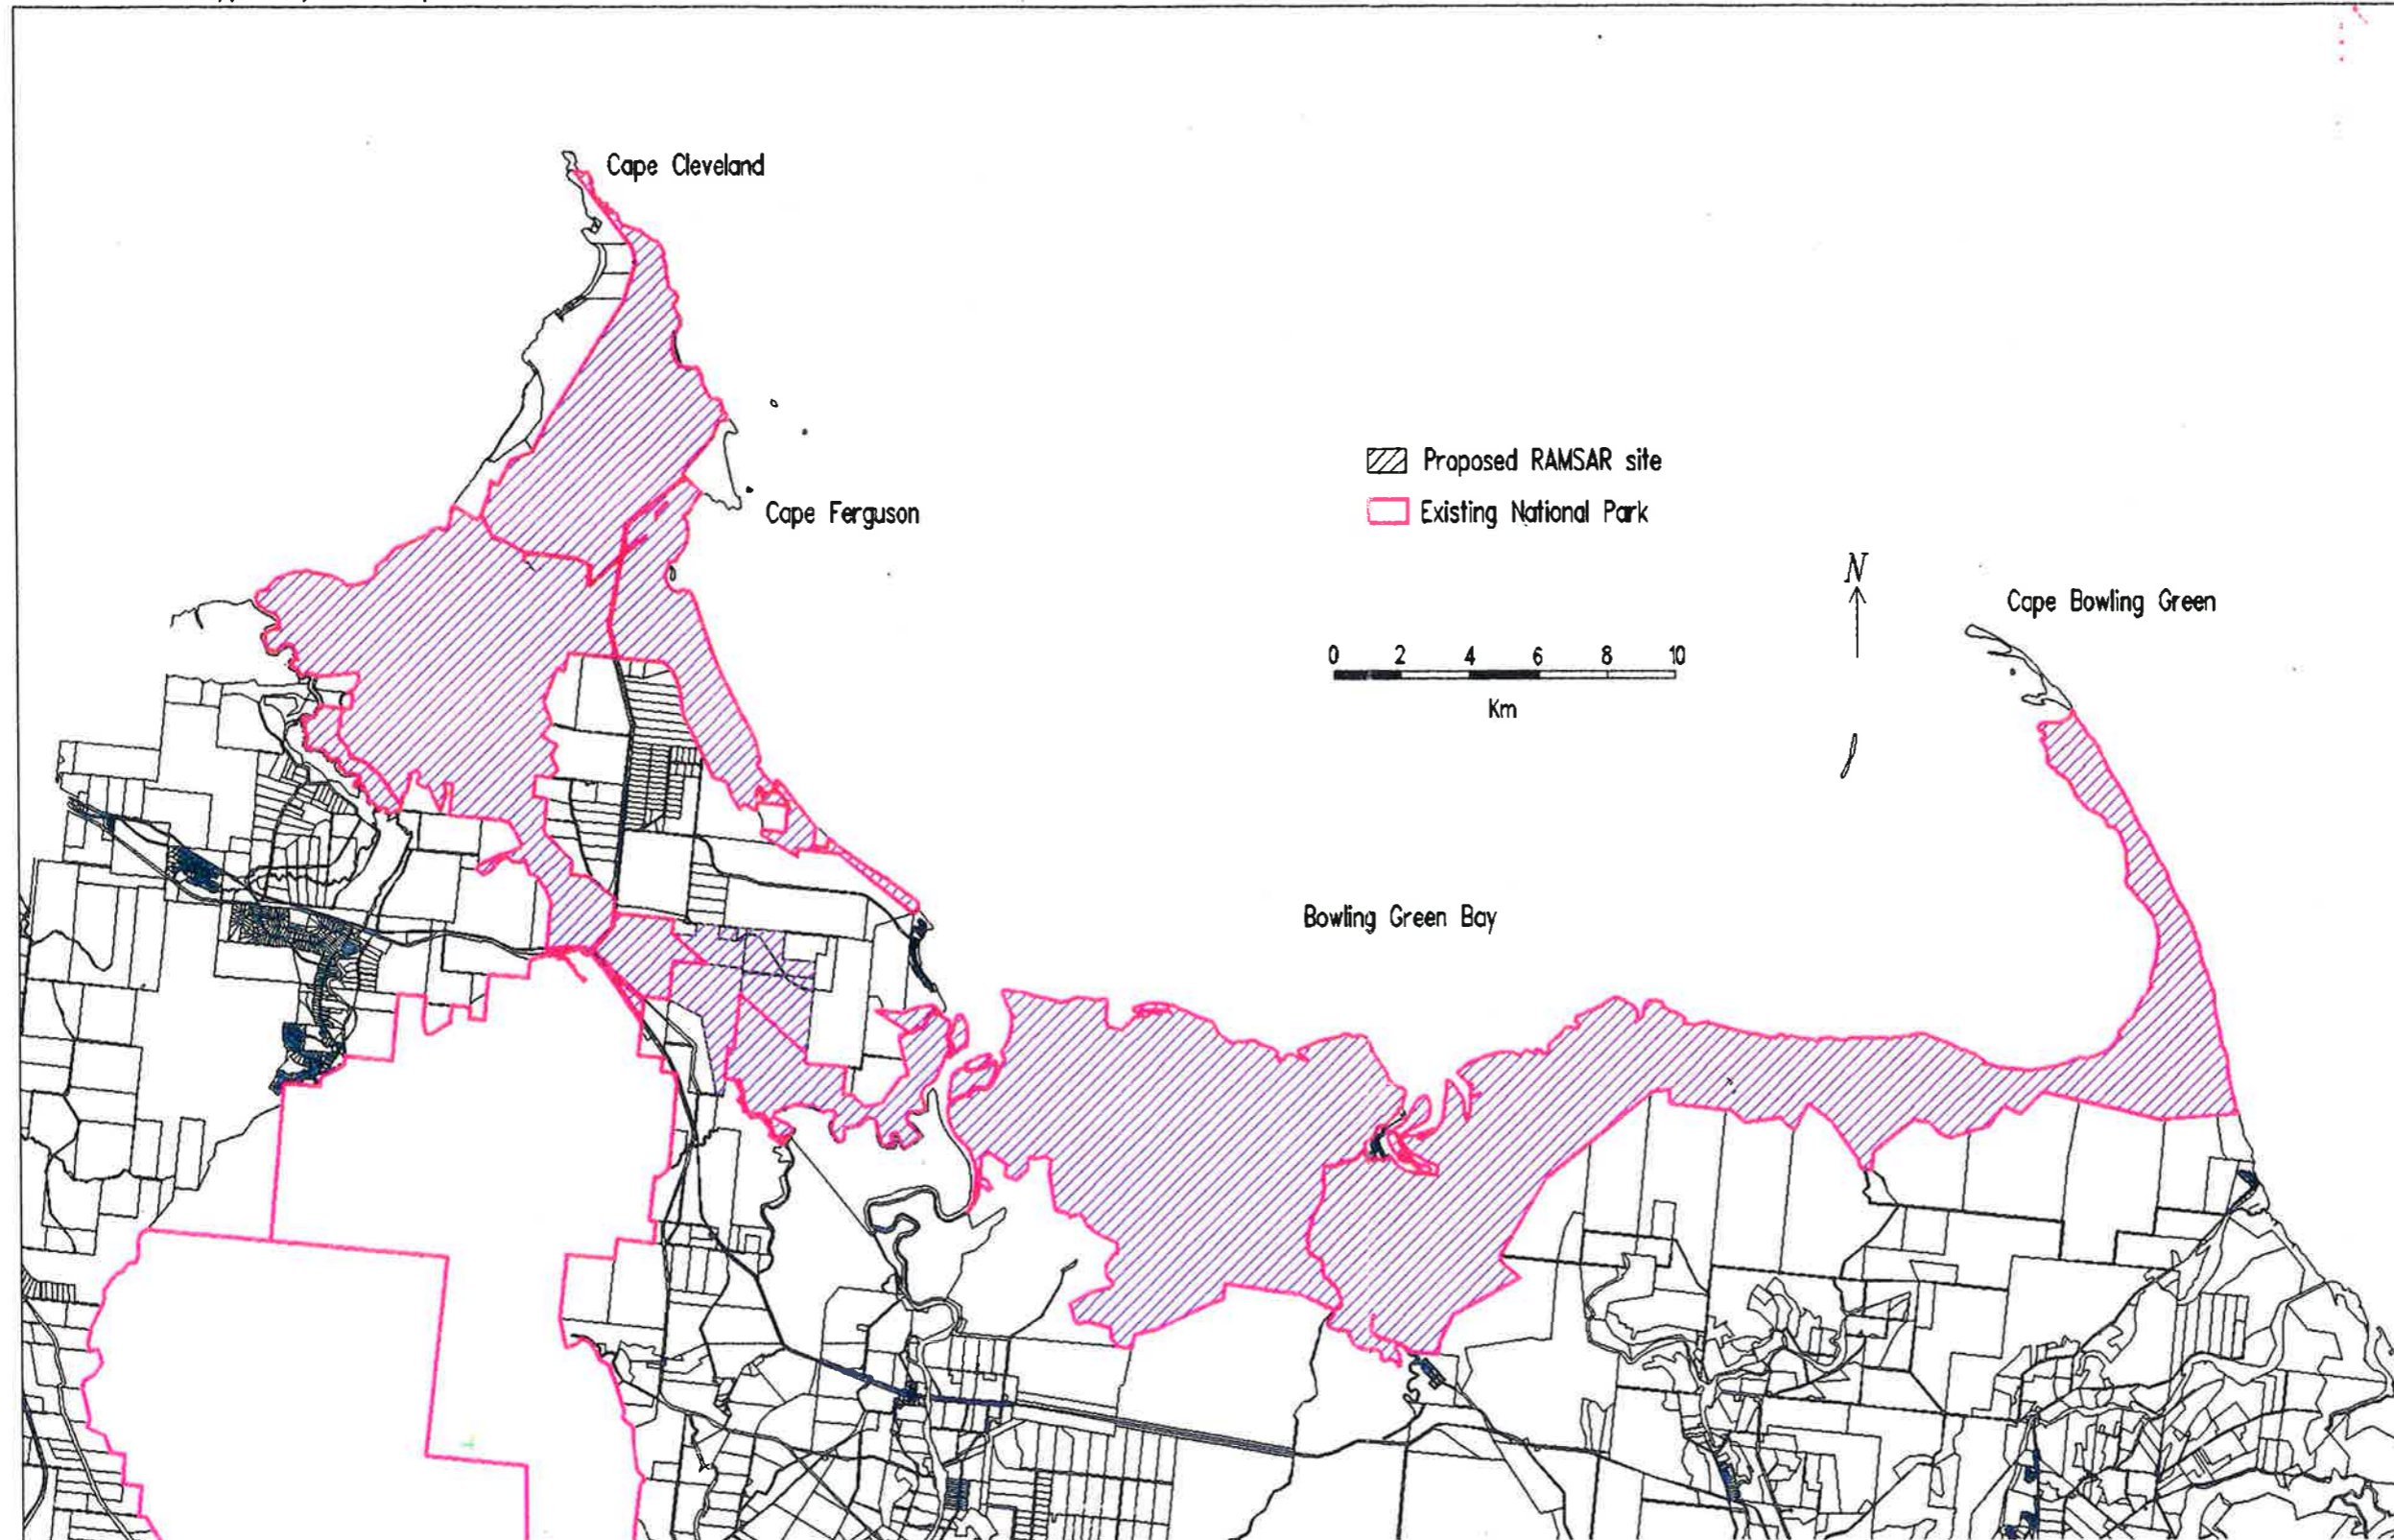 Cape Cleveland
Proposed RAMSAR site
Existing National Park
Cape Ferguson
N
Cape Bowling Green
0 2 4 6 8 10
Km
Bowling Green Bay